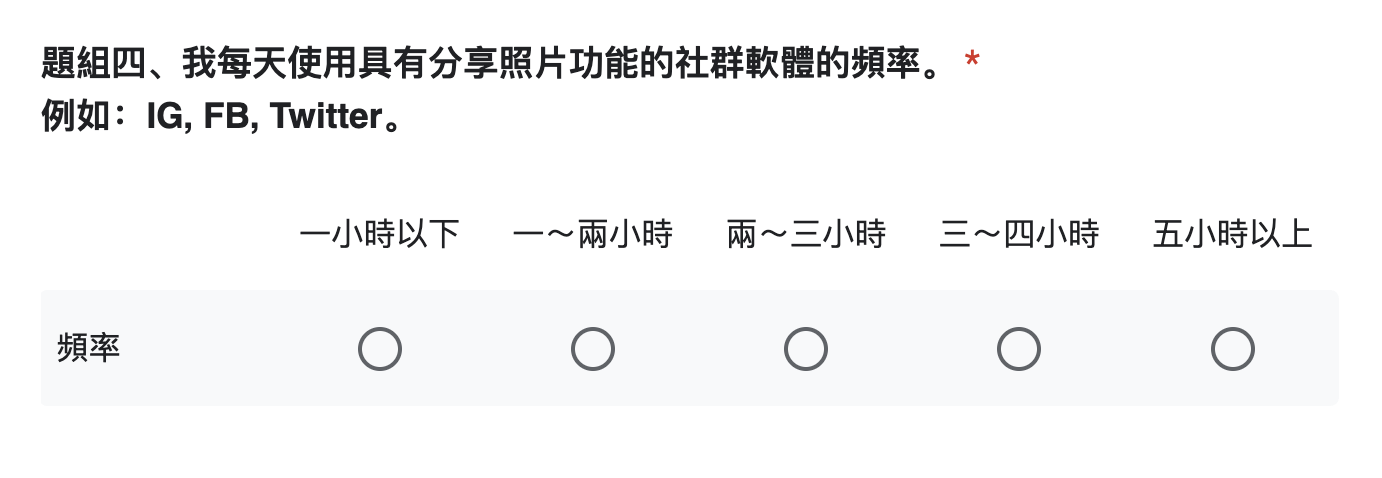 題組四、我每天使用具有分享照片功能的社群軟體的頻率。 *
例如：IG, FB, Twitter。
一小時以下 一～兩小時 兩～三小時 三～四小時 五小時以上
頻率